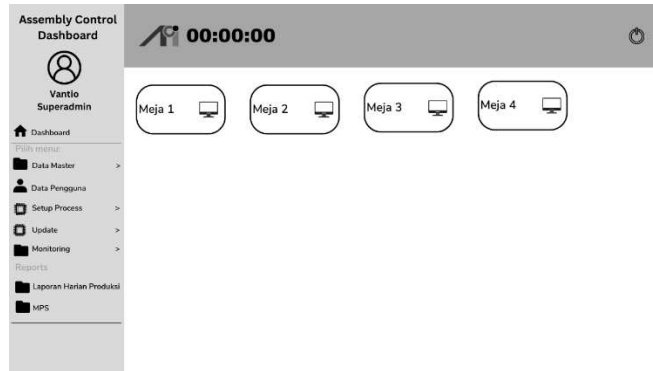 Assembly Control
Dashboard
Vantio
Superadmin
Dashboard
Pilih menu:
Data Master >
Data Pengguna
Setup Process >
Update >
Monitoring >
Reports
Laporan Harian Produksi
MPS
00:00:00
Meja 1
Meja 2
Meja 3
Meja 4